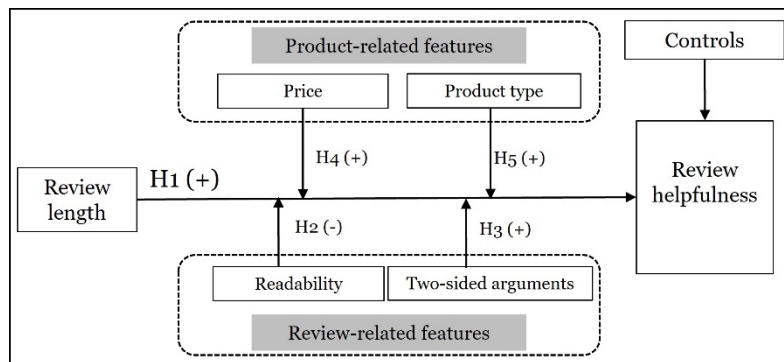 Product-related features
Controls
Price
Product type
H4 (+)
H5 (+)
Review
length
H1 (+)
Review
helpfulness
H2 (-)
H3 (+)
Readability
Two-sided arguments
Review-related features